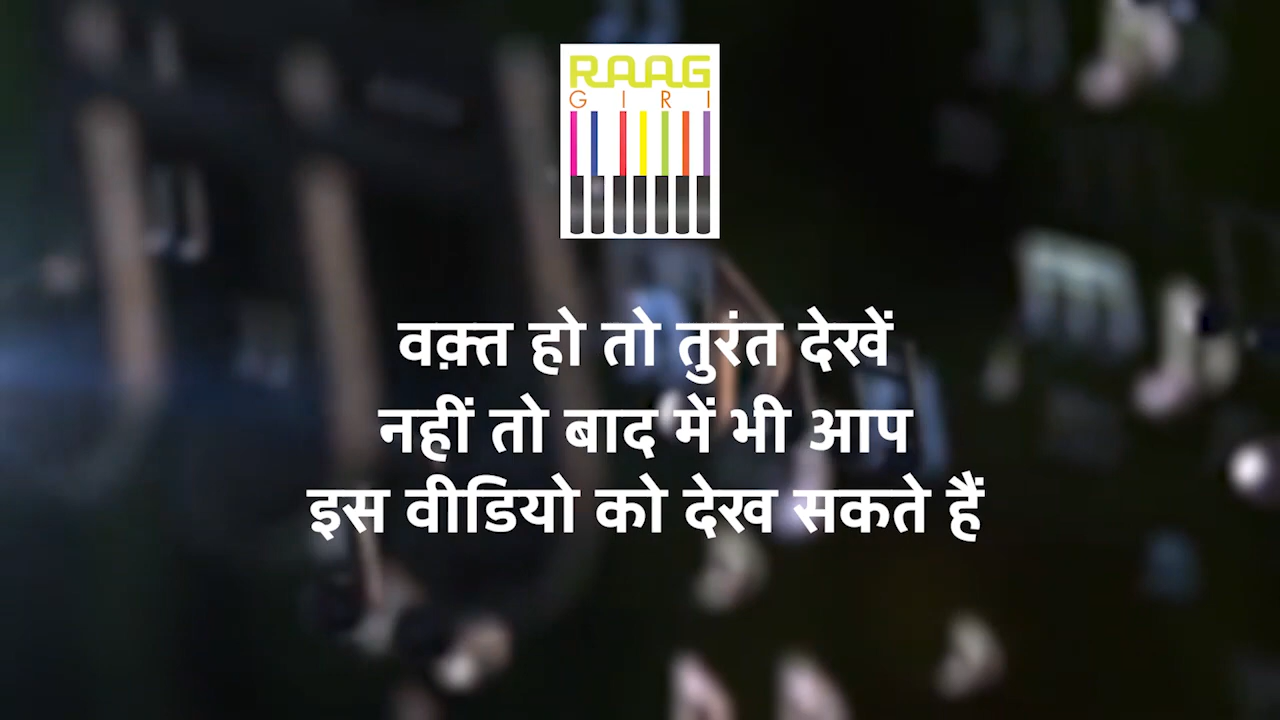 RAAG
GIRI
वक़्त हो तो तुरंत देखें
नहीं तो बाद में भी आप
इस वीडियो को देख सकते हैं